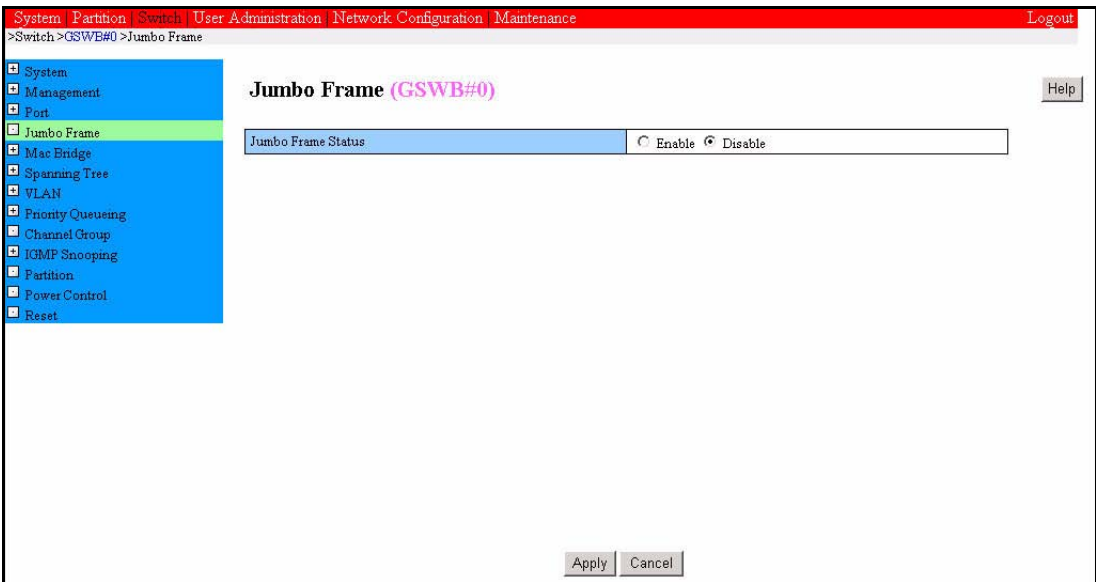 System | Partition | Switch | User Administration | Network Configuration | Maintenance Logout
>Switch >GSWB#0 >Jumbo Frame
System
Management
Port
Jumbo Frame
Mac Bridge
Spanning Tree
VLAN
Priority Queueing
Channel Group
IGMP Snooping
Partition
Power Control
Reset
Jumbo Frame (GSWB#0)
Help
Jumbo Frame Status Enable Disable
Apply Cancel